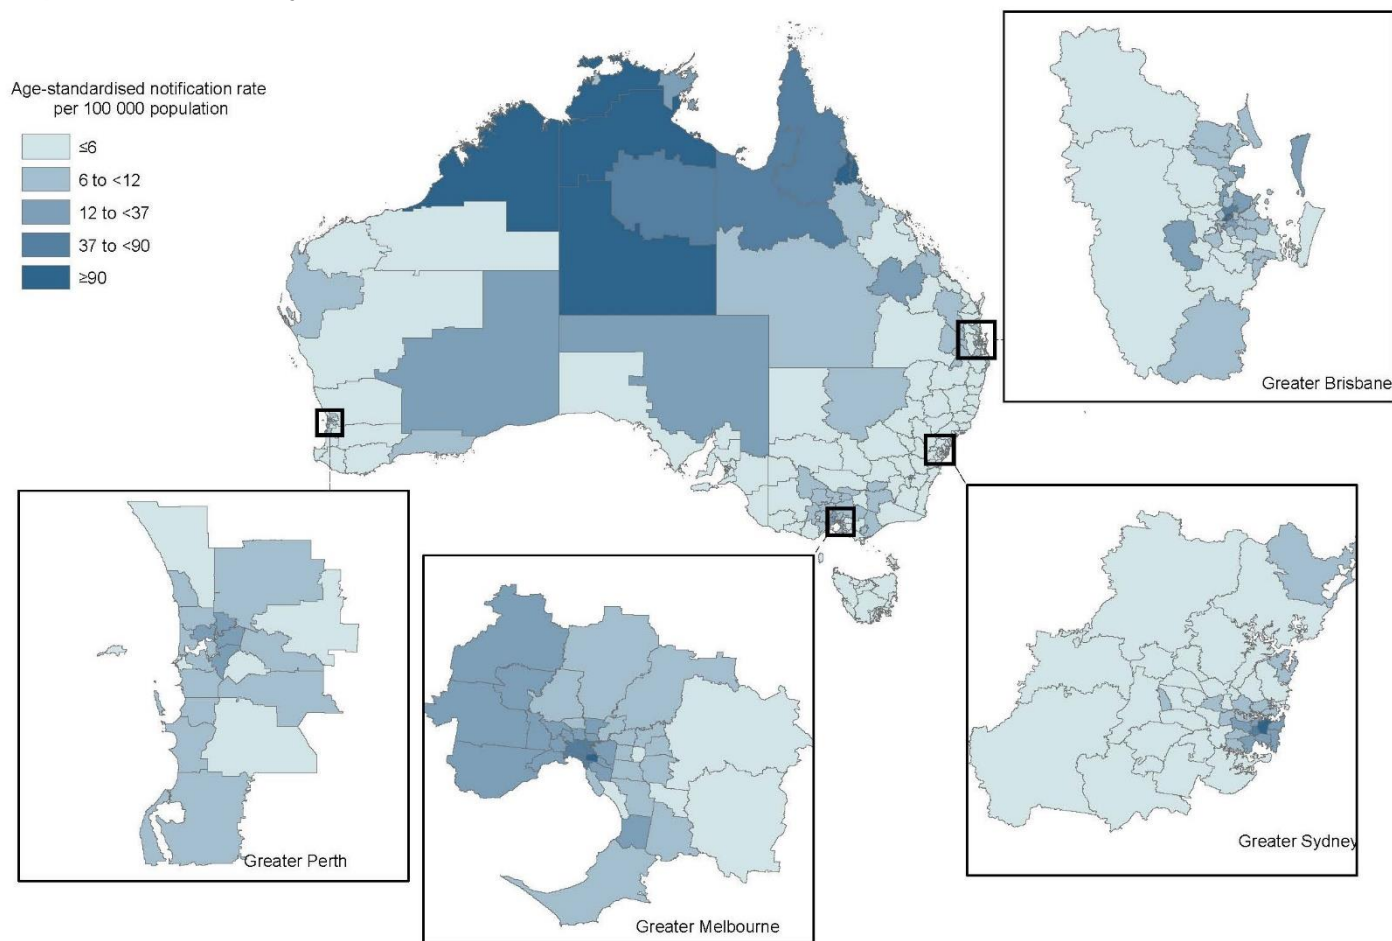 Age-standardised notification rate
per 100 000 population
≤6
6 to <12
12 to <37
37 to <90
≥90
Greater Brisbane
Greater Perth
Greater Melbourne
Greater Sydney